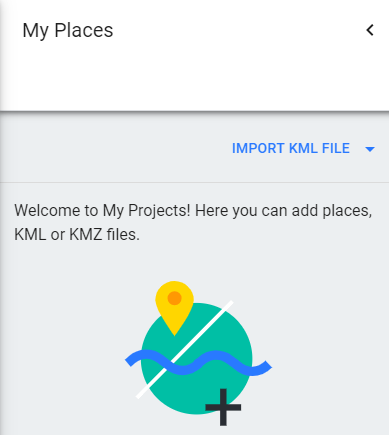 My Places
IMPORT KML FILE
Welcome to My Projects! Here you can add places,
KML or KMZ files.